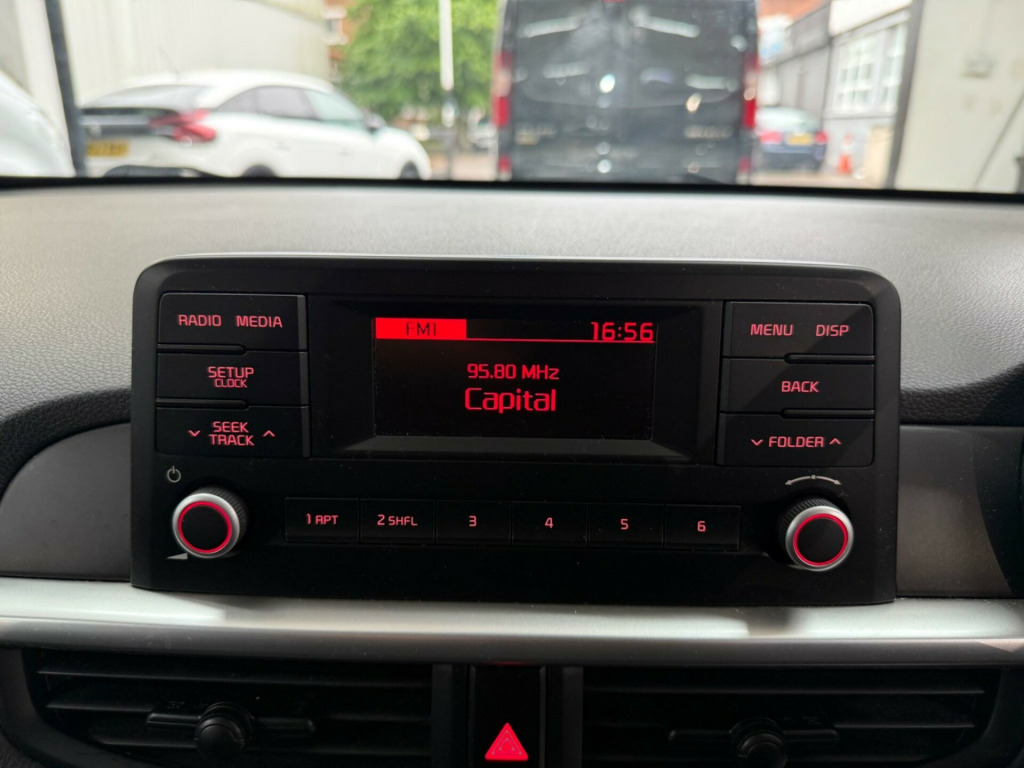 RADIO MEDIA
SETUP
CLOCK
SEEK
TRACK
FM1 16:56
95.80 MHz
Capital
MENU DISP
BACK
FOLDER
1 RPT 2 SHFL 3 4 5 6